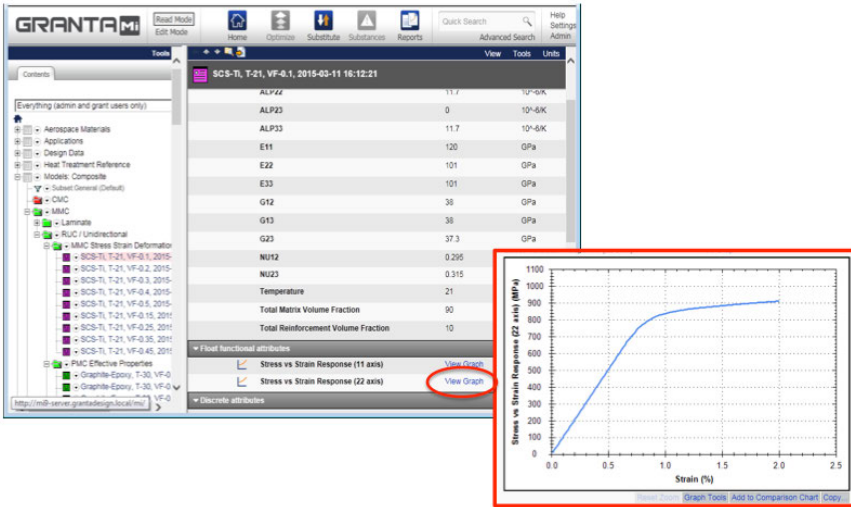 GRANTA MI
Read Mode
Edit Mode
Home
Optimize
Substitute
Substances
Reports
Quick Search
Advanced Search
Help
Settings
Admin
Tools
Contents
Everything (admin and grant users only)
Aerospace Materials
Applications
Design Data
Heat Treatment Reference
Models: Composite
Subset General (Default)
CMC
MMC
Laminate
RUC / Unidirectional
MMC Stress Strain Deformation
SCS-Ti, T-21, VF-0.1, 2015-
SCS-Ti, T-21, VF-0.2, 2015-
SCS-Ti, T-21, VF-0.3, 2015-
SCS-Ti, T-21, VF-0.4, 2015-
SCS-Ti, T-21, VF-0.5, 2015-
SCS-Ti, T-21, VF-0.15, 2015
SCS-Ti, T-21, VF-0.25, 2015
SCS-Ti, T-21, VF-0.35, 2015
SCS-Ti, T-21, VF-0.45, 2015
PMC Effective Properties
Graphite-Epoxy, T-30, VF-0
Graphite-Epoxy, T-30, VF-0
http://mi9-server.grantadesign.local/mi/
VF-0
View Tools Units
SCS-Ti, T-21, VF-0.1, 2015-03-11 16:12:21
ALP22 11.7 10^-6/K
ALP23 0 10^-6/K
ALP33 11.7 10^-6/K
E11 120 GPa
E22 101 GPa
E33 101 GPa
G12 38 GPa
G13 38 GPa
G23 37.3 GPa
NU12 0.295
NU23 0.315
Temperature 21
Total Matrix Volume Fraction 90
Total Reinforcement Volume Fraction 10
Float functional attributes
Stress vs Strain Response (11 axis) View Graph
Stress vs Strain Response (22 axis) View Graph
Discrete attributes
Stress vs Strain Response (22 axis) (MPa)
1100
1000
900
800
700
600
500
400
300
200
100
0
0.0 0.5 1.0 1.5 2.0 2.5
Strain (%)
Reset Zoom Graph Tools Add to Comparison Chart Copy...